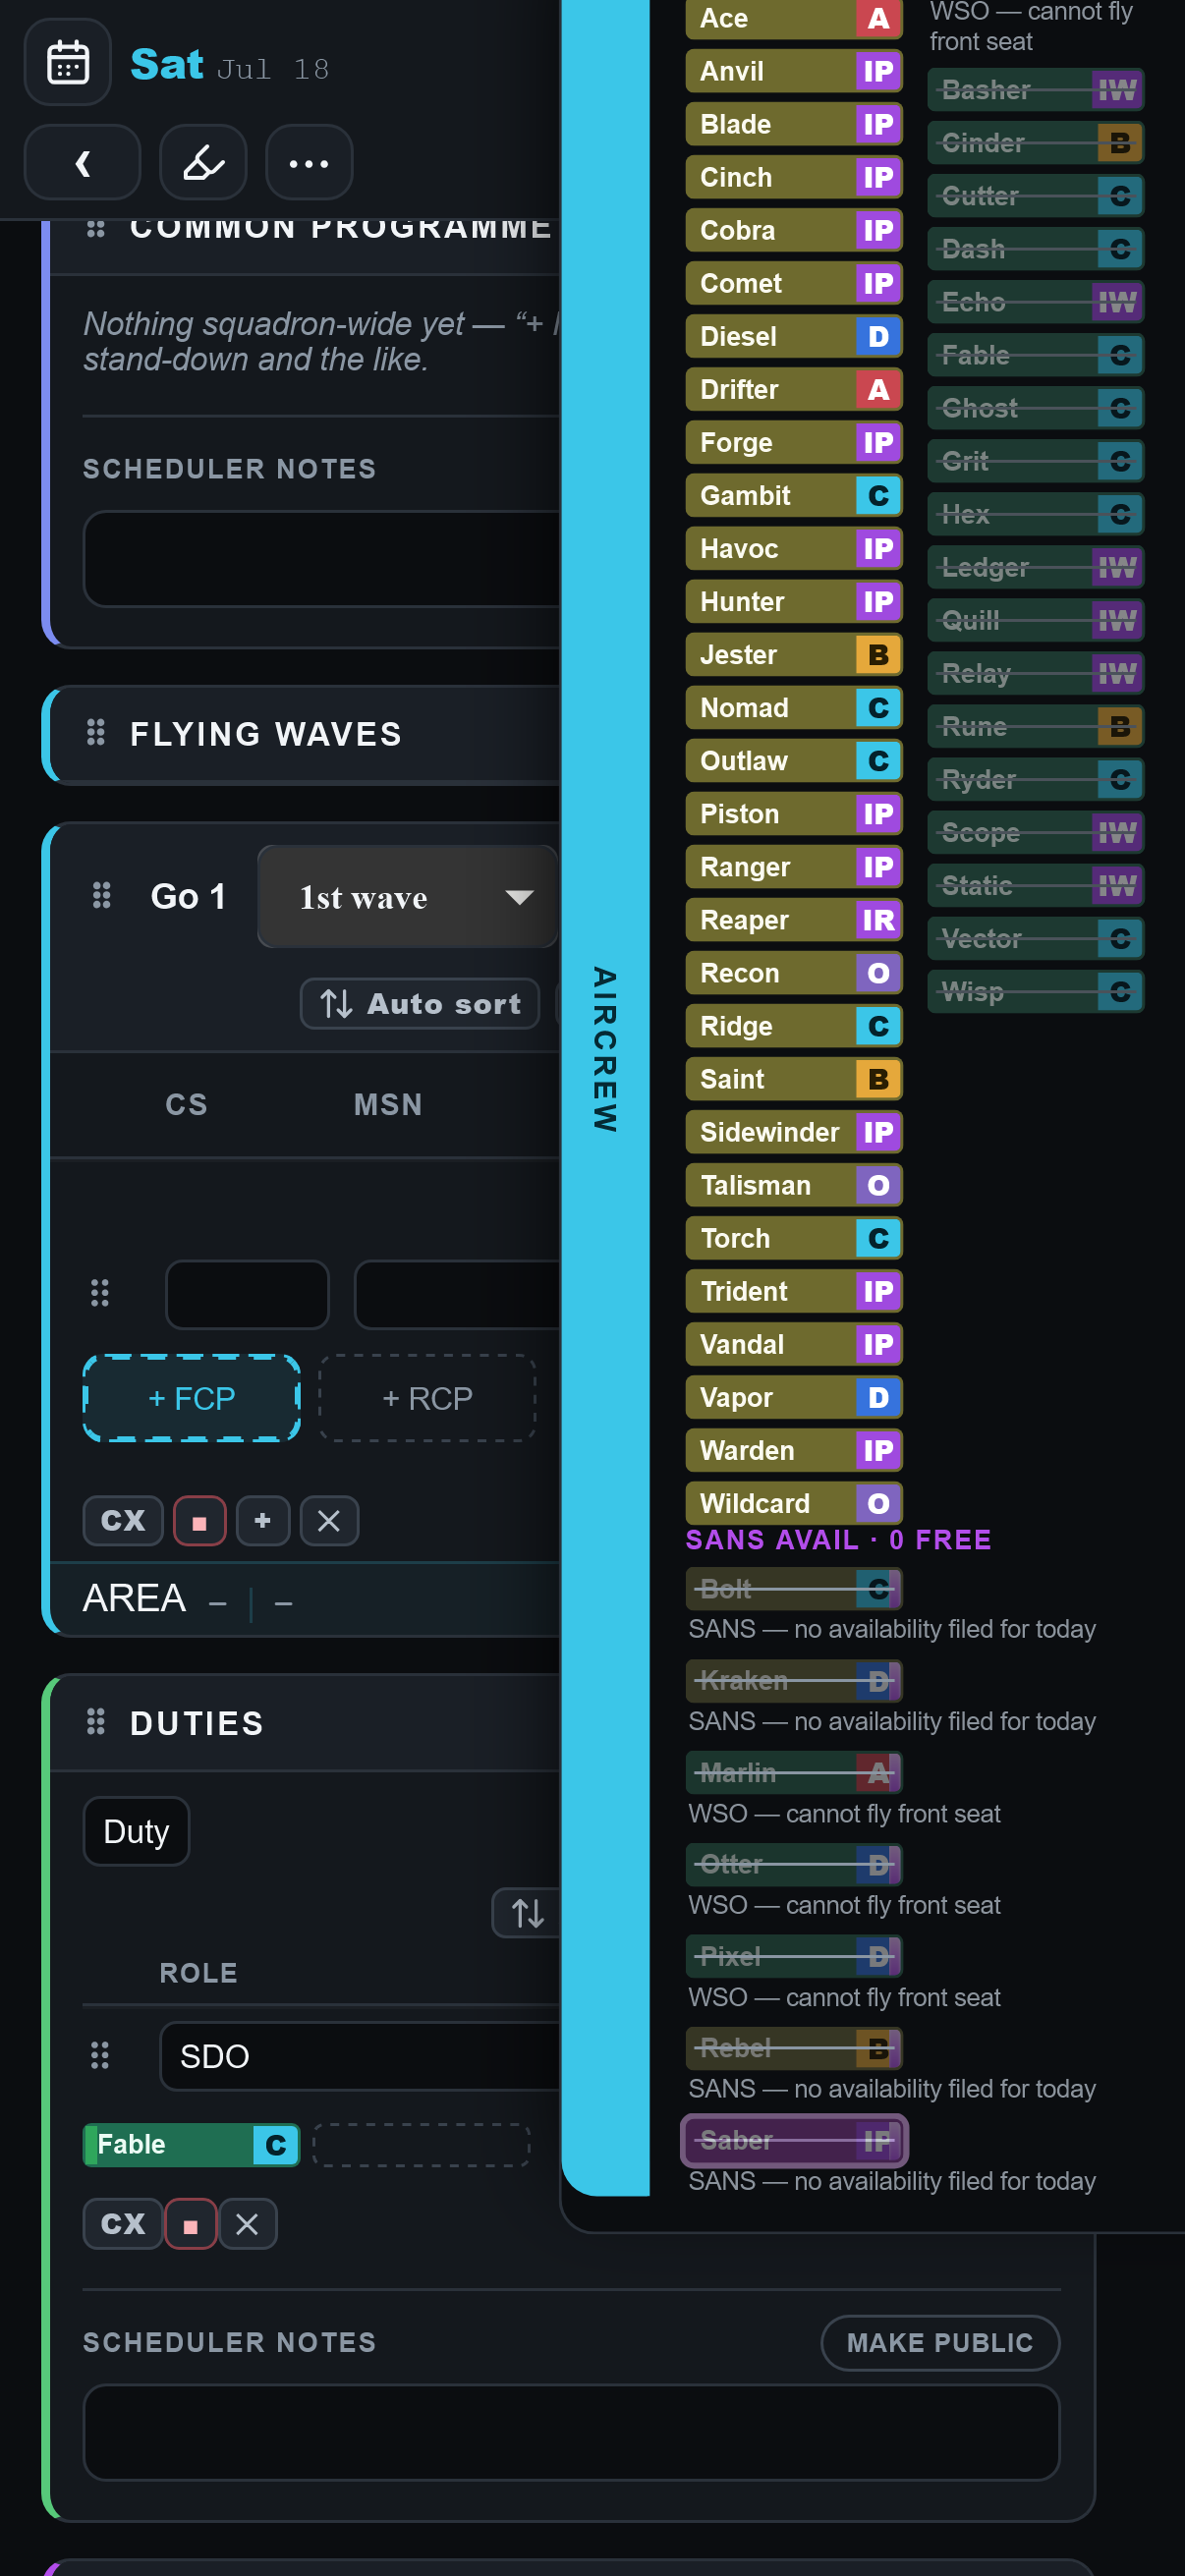 Sat Jul 18
COMMON PROGRAMME
Nothing squadron-wide yet — “+
stand-down and the like.
SCHEDULER NOTES
FLYING WAVES
Go 1 1st wave
Auto sort
CS MSN
+ FCP + RCP
CX +
AREA – | –
DUTIES
Duty
ROLE
SDO
Fable C
CX
SCHEDULER NOTES MAKE PUBLIC
AIRCREW
Ace A
Anvil IP
Blade IP
Cinch IP
Cobra IP
Comet IP
Diesel D
Drifter A
Forge IP
Gambit C
Havoc IP
Hunter IP
Jester B
Nomad C
Outlaw C
Piston IP
Ranger IP
Reaper IR
Recon O
Ridge C
Saint B
Sidewinder IP
Talisman O
Torch C
Trident IP
Vandal IP
Vapor D
Warden IP
Wildcard O
WSO — cannot fly
front seat
Basher IW
Cinder B
Cutter C
Dash C
Echo IW
Fable C
Ghost C
Grit C
Hex C
Ledger IW
Quill IW
Relay IW
Rune B
Ryder C
Scope IW
Static IW
Vector C
Wisp C
SANS AVAIL · 0 FREE
Bolt C
SANS — no availability filed for today
Kraken D
SANS — no availability filed for today
Marlin A
WSO — cannot fly front seat
Otter D
WSO — cannot fly front seat
Pixel D
WSO — cannot fly front seat
Rebel B
SANS — no availability filed for today
Saber IP
SANS — no availability filed for today